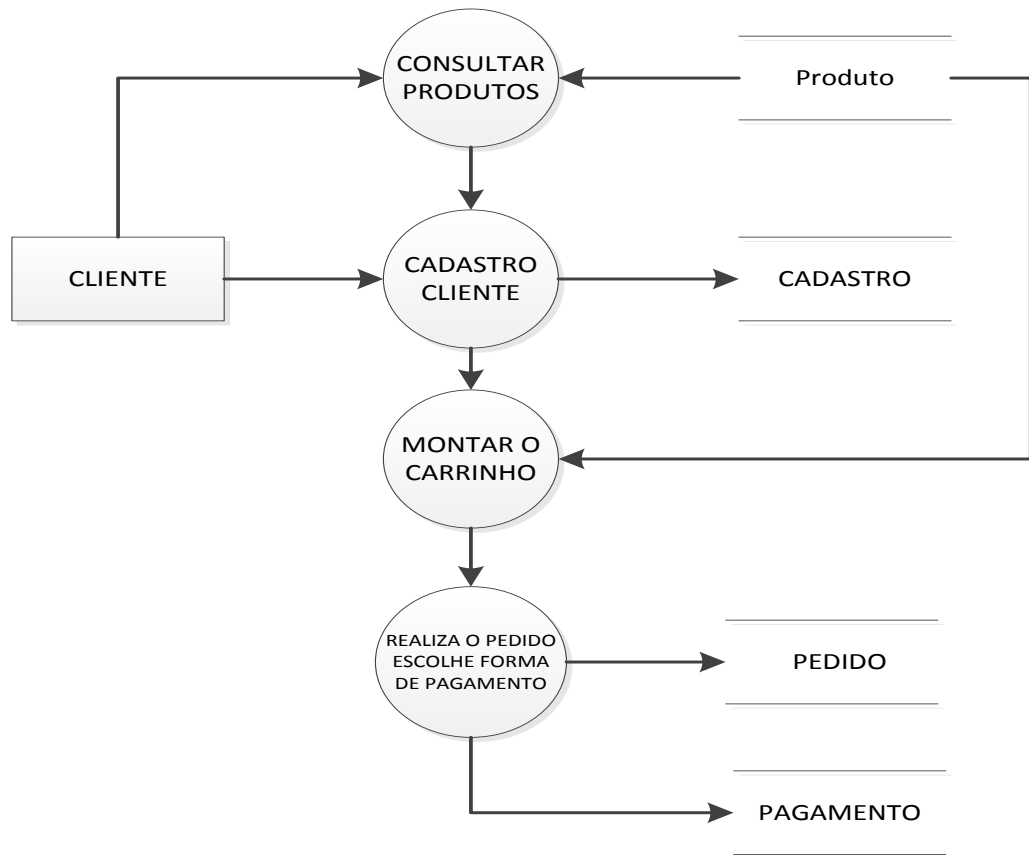 CONSULTAR
PRODUTOS
Produto
CLIENTE
CADASTRO
CLIENTE
CADASTRO
MONTAR O
CARRINHO
REALIZA O PEDIDO
ESCOLHE FORMA
DE PAGAMENTO
PEDIDO
PAGAMENTO